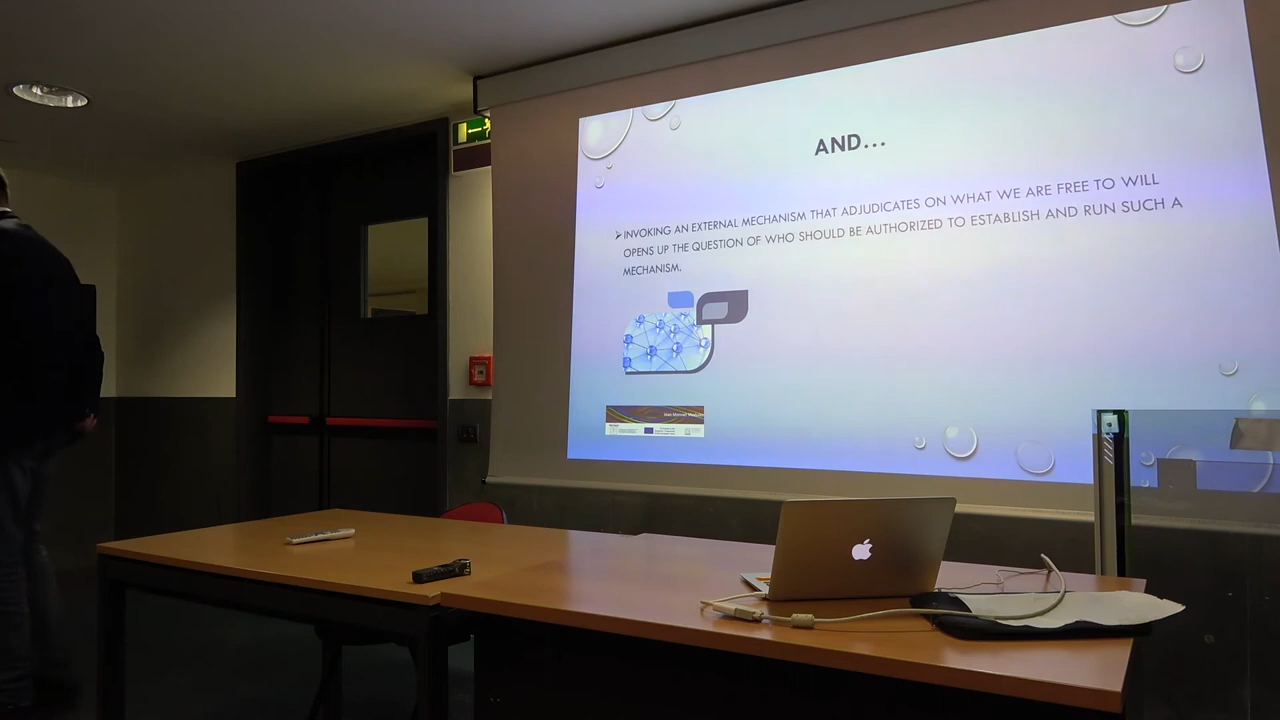 AND...
➢INVOKING AN EXTERNAL MECHANISM THAT ADJUDICATES ON WHAT WE ARE FREE TO WILL
OPENS UP THE QUESTION OF WHO SHOULD BE AUTHORIZED TO ESTABLISH AND RUN SUCH A
MECHANISM.